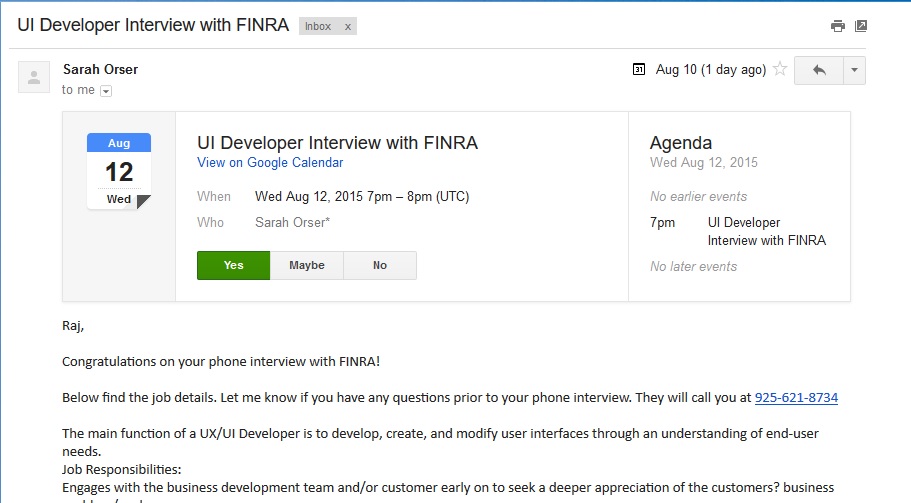 UI Developer Interview with FINRA Inbox x
Sarah Orser
31 Aug 10 (1 day ago)
to me
Aug
12
Wed
UI Developer Interview with FINRA
View on Google Calendar
When Wed Aug 12, 2015 7pm – 8pm (UTC)
Who Sarah Orser*
Yes Maybe No
Agenda
Wed Aug 12, 2015
No earlier events
7pm UI Developer
Interview with FINRA
No later events
Raj,
Congratulations on your phone interview with FINRA!
Below find the job details. Let me know if you have any questions prior to your phone interview. They will call you at 925-621-8734
The main function of a UX/UI Developer is to develop, create, and modify user interfaces through an understanding of end-user
needs.
Job Responsibilities:
Engages with the business development team and/or customer early on to seek a deeper appreciation of the customers? business